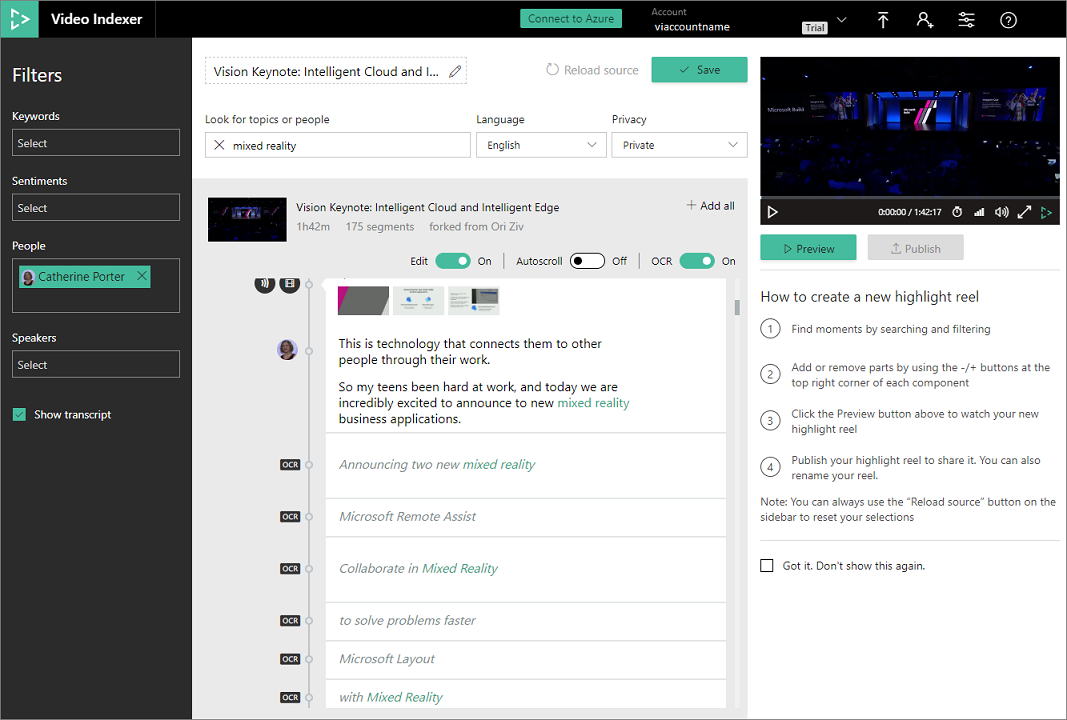 Video Indexer
Connect to Azure
Account
viaccountname
Trial
Filters
Keywords
Select
Sentiments
Select
People
Catherine Porter
Speakers
Select
Show transcript
Vision Keynote: Intelligent Cloud and I...
Reload source
Save
Look for topics or people
mixed reality
Language
English
Privacy
Private
Vision Keynote: Intelligent Cloud and Intelligent Edge
1h42m 175 segments forked from Ori Ziv
+ Add all
Edit On Autoscroll Off OCR On
This is technology that connects them to other
people through their work.
So my teens been hard at work, and today we are
incredibly excited to announce to new mixed reality
business applications.
OCR Announcing two new mixed reality
OCR Microsoft Remote Assist
OCR Collaborate in Mixed Reality
OCR to solve problems faster
OCR Microsoft Layout
OCR with Mixed Reality
Microsoft Build
0:00:00 / 1:42:17
Preview
Publish
How to create a new highlight reel
1 Find moments by searching and filtering
2 Add or remove parts by using the -/+ buttons at the
top right corner of each component
3 Click the Preview button above to watch your new
highlight reel
4 Publish your highlight reel to share it. You can also
rename your reel.
Note: You can always use the “Reload source” button on the
sidebar to reset your selections
Got it. Don't show this again.